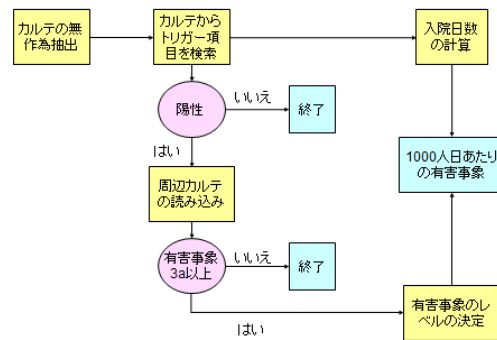 カルテの無
作為抽出
カルテから
トリガー項
目を検索
入院日数
の計算
陽性
いいえ
終了
はい
1000人日あたり
の有害事象
周辺カルテ
の読み込み
有害事象
3a以上
いいえ
終了
はい
有害事象のレ
ベルの決定